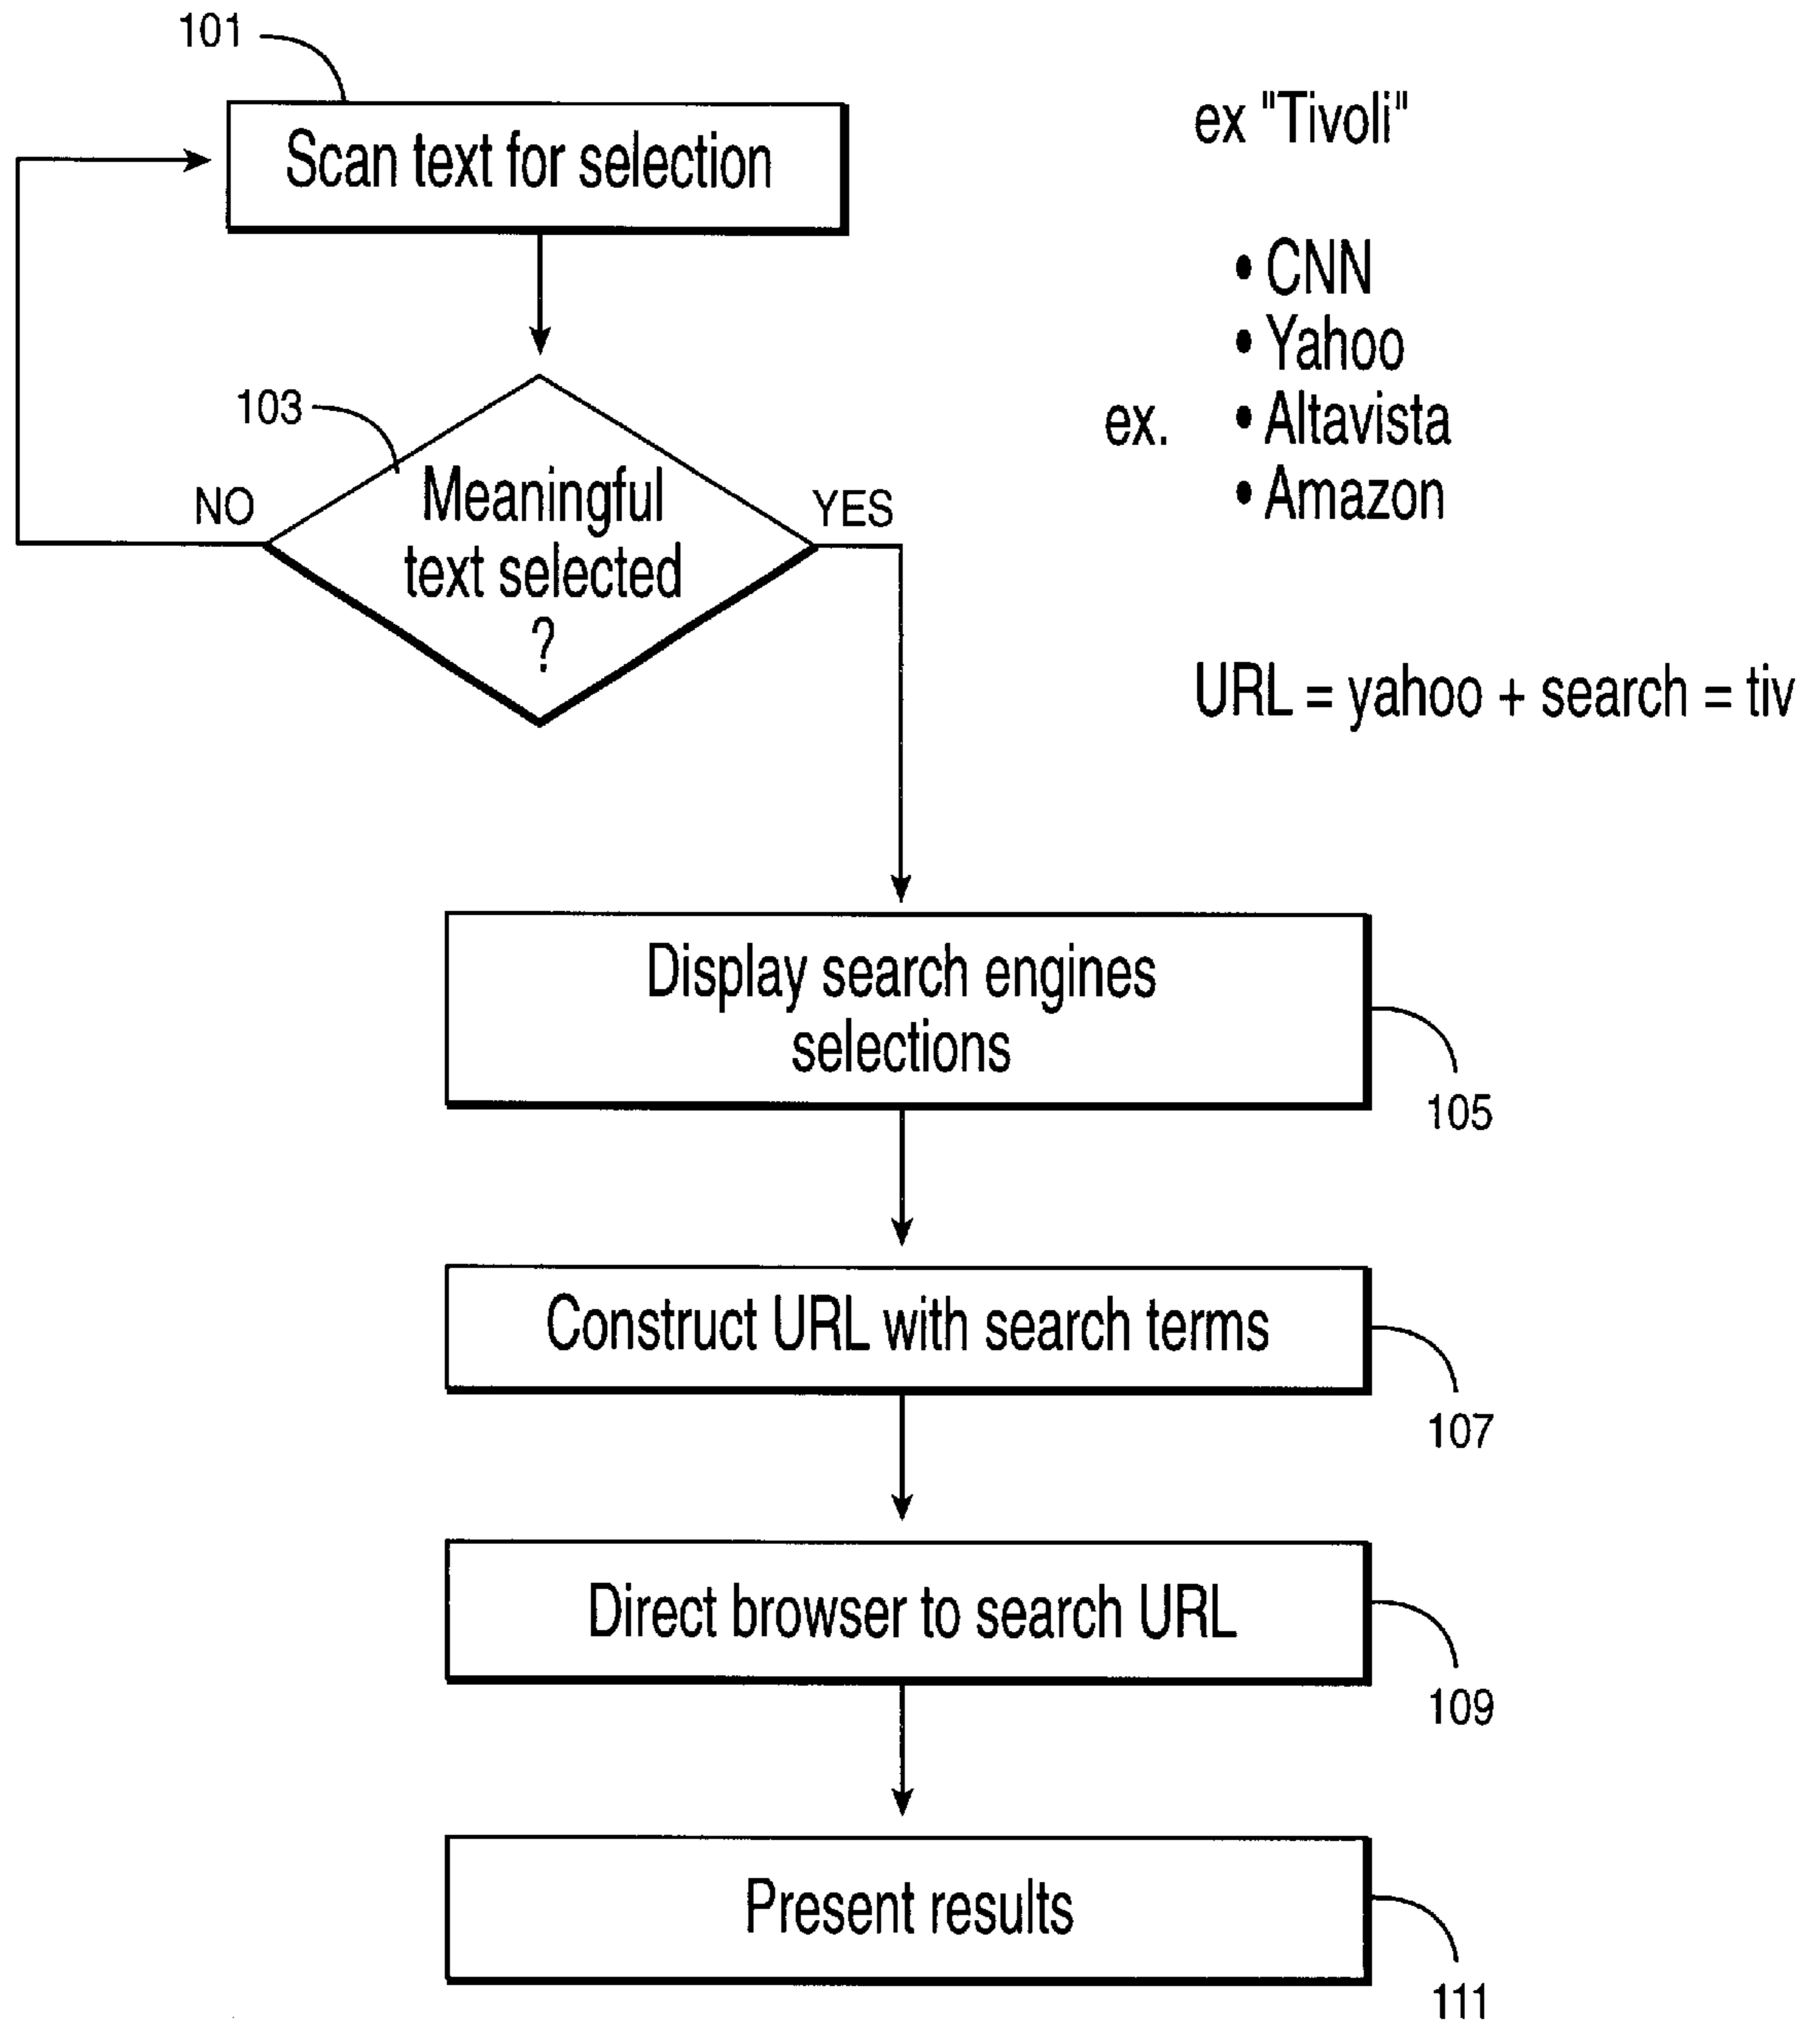 101
Scan text for selection
ex "Tivoli"
• CNN
• Yahoo
ex. • Altavista
• Amazon
103
NO
YES
Meaningful
text selected
?
URL = yahoo + search = tiv
Display search engines
selections
105
Construct URL with search terms
107
Direct browser to search URL
109
Present results
111